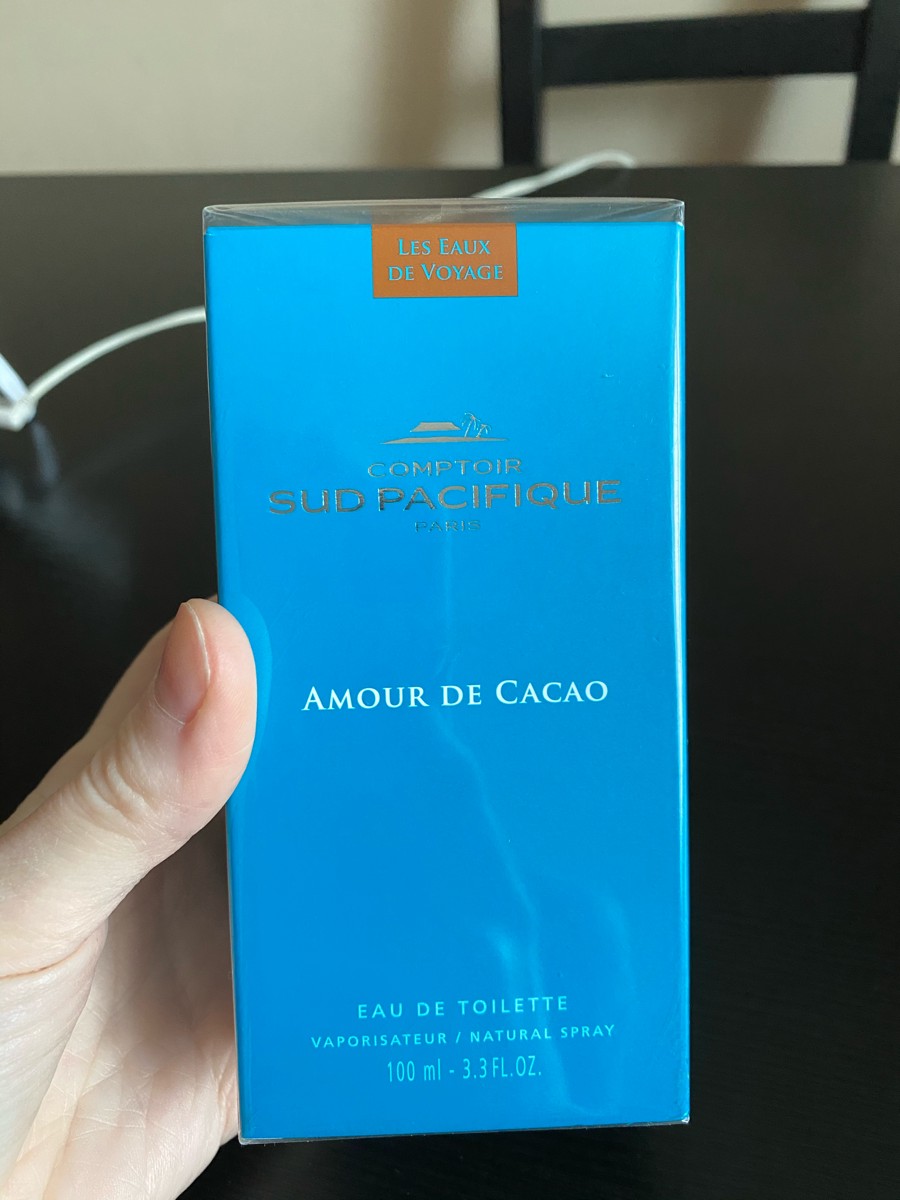 LES EAUX
DE VOYAGE
COMPTOIR
SUD PACIFIQUE
PARIS
AMOUR DE CACAO
EAU DE TOILETTE
VAPORISATEUR / NATURAL SPRAY
100 ml - 3.3 FL.OZ.